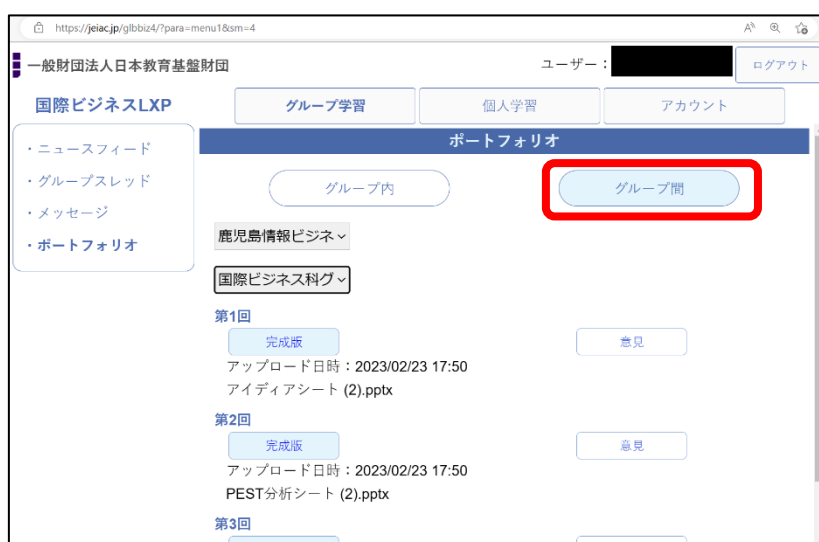 https://jeiac.jp/glbbiz4/?para=menu1&sm=4
一般財団法人日本教育基盤財団
ユーザー：
ログアウト
国際ビジネスLXP
グループ学習
個人学習
アカウント
・ニュースフィード
・グループスレッド
・メッセージ
・ポートフォリオ
ポートフォリオ
グループ内
グループ間
鹿児島情報ビジネ
国際ビジネス科グ
第1回
完成版
意見
アップロード日時：2023/02/23 17:50
アイディアシート (2).pptx
第2回
完成版
意見
アップロード日時：2023/02/23 17:50
PEST分析シート (2).pptx
第3回